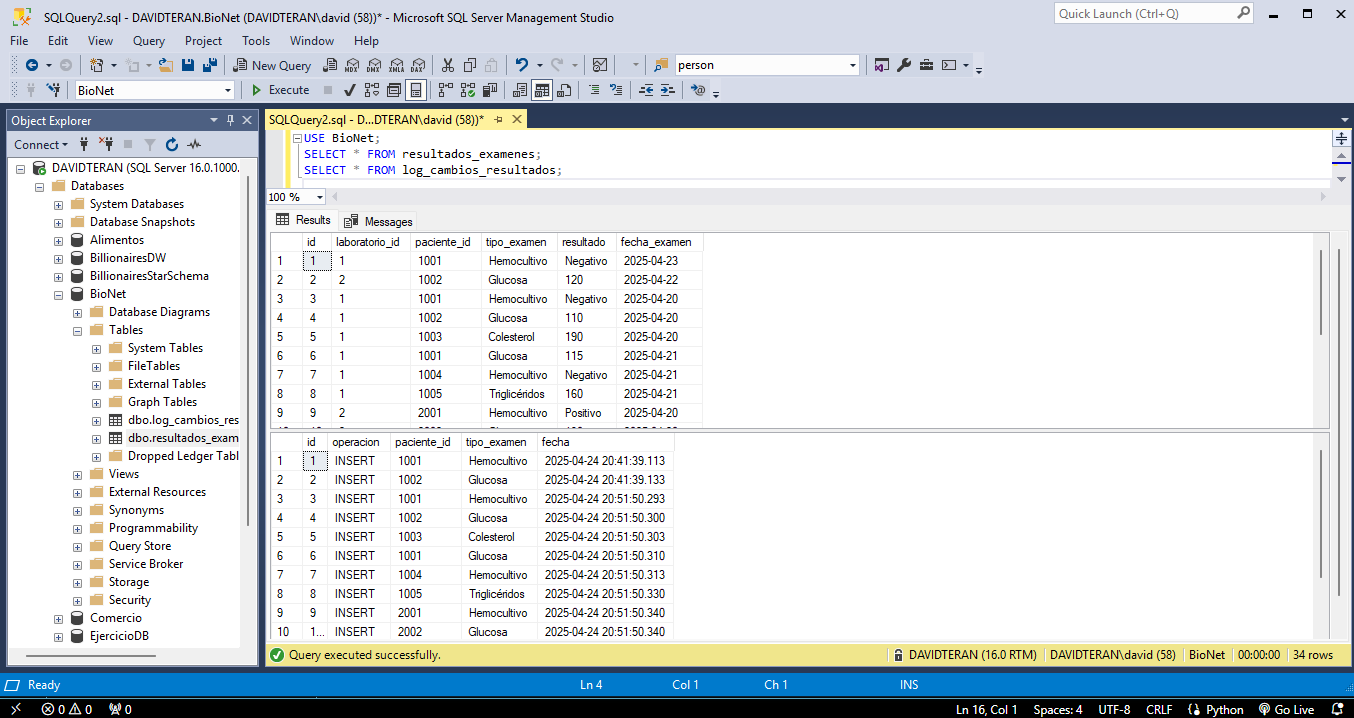 SQLQuery2.sql - DAVIDTERAN.BioNet (DAVIDTERAN\david (58))* - Microsoft SQL Server Management Studio
Quick Launch (Ctrl+Q)
File Edit View Query Project Tools Window Help
New Query MDX DMX XMLA DAX person
BioNet Execute
Object Explorer
Connect
DAVIDTERAN (SQL Server 16.0.1000.
Databases
System Databases
Database Snapshots
Alimentos
BillionairesDW
BillionairesStarSchema
BioNet
Database Diagrams
Tables
System Tables
FileTables
External Tables
Graph Tables
dbo.log_cambios_res
dbo.resultados_exam
Dropped Ledger Tabl
Views
External Resources
Synonyms
Programmability
Query Store
Service Broker
Storage
Security
Comercio
EjercicioDB
SQLQuery2.sql - D...DTERAN\david (58))*
USE BioNet;
SELECT * FROM resultados_examenes;
SELECT * FROM log_cambios_resultados;
100 %
Results Messages
id laboratorio_id paciente_id tipo_examen resultado fecha_examen
1 1 1 1001 Hemocultivo Negativo 2025-04-23
2 2 2 1002 Glucosa 120 2025-04-22
3 3 1 1001 Hemocultivo Negativo 2025-04-20
4 4 1 1002 Glucosa 110 2025-04-20
5 5 1 1003 Colesterol 190 2025-04-20
6 6 1 1001 Glucosa 115 2025-04-21
7 7 1 1004 Hemocultivo Negativo 2025-04-21
8 8 1 1005 Triglicéridos 160 2025-04-21
9 9 2 2001 Hemocultivo Positivo 2025-04-20
id operacion paciente_id tipo_examen fecha
1 1 INSERT 1001 Hemocultivo 2025-04-24 20:41:39.113
2 2 INSERT 1002 Glucosa 2025-04-24 20:41:39.133
3 3 INSERT 1001 Hemocultivo 2025-04-24 20:51:50.293
4 4 INSERT 1002 Glucosa 2025-04-24 20:51:50.300
5 5 INSERT 1003 Colesterol 2025-04-24 20:51:50.303
6 6 INSERT 1001 Glucosa 2025-04-24 20:51:50.310
7 7 INSERT 1004 Hemocultivo 2025-04-24 20:51:50.313
8 8 INSERT 1005 Triglicéridos 2025-04-24 20:51:50.330
9 9 INSERT 2001 Hemocultivo 2025-04-24 20:51:50.340
10 1... INSERT 2002 Glucosa 2025-04-24 20:51:50.340
Query executed successfully. DAVIDTERAN (16.0 RTM) DAVIDTERAN\david (58) BioNet 00:00:00 34 rows
Ready Ln 4 Col 1 Ch 1 INS
0 0 0 Ln 16, Col 1 Spaces: 4 UTF-8 CRLF Python Go Live